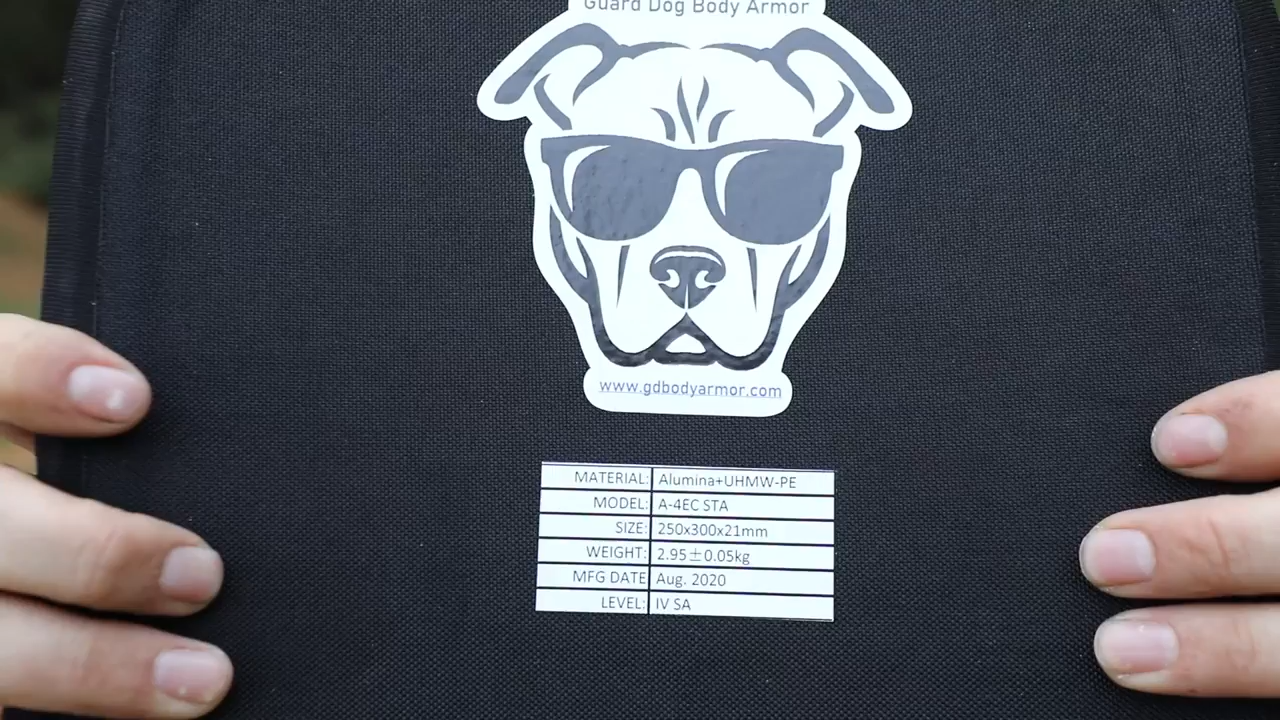 Guard Dog Body Armor
www.gdbodyarmor.com
MATERIAL: Alumina+UHMW-PE
MODEL: A-4EC STA
SIZE: 250x300x21mm
WEIGHT: 2.95±0.05kg
MFG DATE Aug. 2020
LEVEL: IV SA